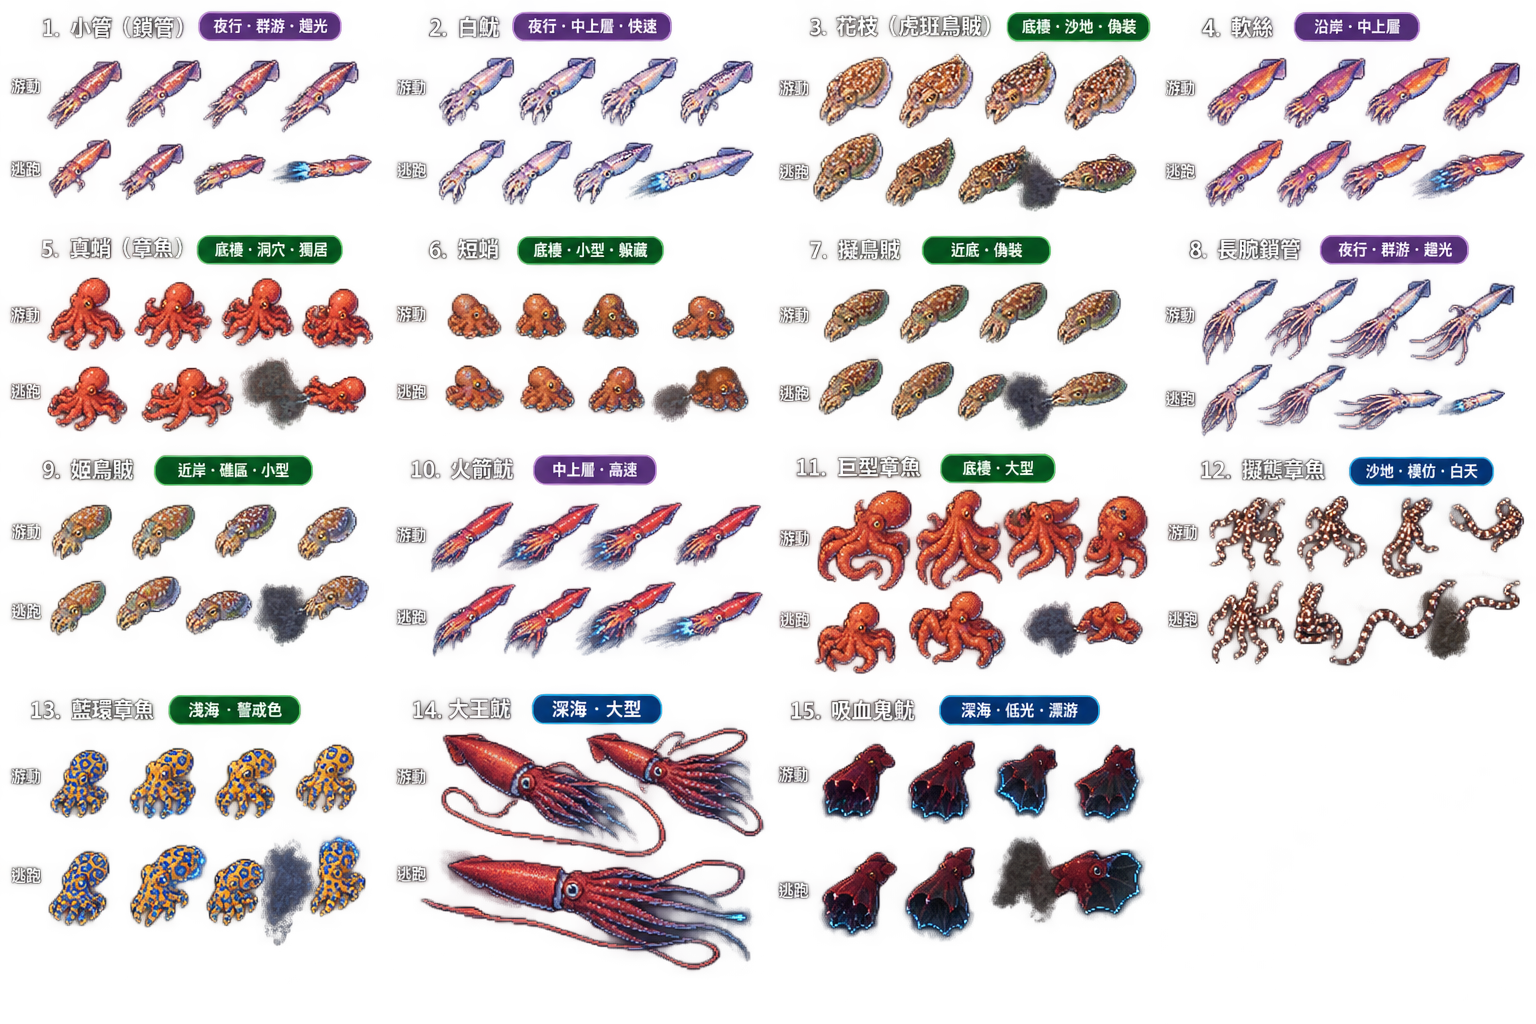 1. 小管（鎖管） 夜行・群游・趨光
游動
逃跑
2. 白魷 夜行・中上層・快速
游動
逃跑
3. 花枝（虎斑烏賊） 底棲・沙地・偽裝
游動
逃跑
4. 軟絲 沿岸・中上層
游動
逃跑
5. 真蛸（章魚） 底棲・洞穴・獨居
游動
逃跑
6. 短蛸 底棲・小型・躲藏
游動
逃跑
7. 擬烏賊 近底・偽裝
游動
逃跑
8. 長腕鎖管 夜行・群游・趨光
游動
逃跑
9. 姬烏賊 近岸・礁區・小型
游動
逃跑
10. 火箭魷 中上層・高速
游動
逃跑
11. 巨型章魚 底棲・大型
游動
逃跑
12. 擬態章魚 沙地・模仿・白天
游動
逃跑
13. 藍環章魚 淺海・警戒色
游動
逃跑
14. 大王魷 深海・大型
游動
逃跑
15. 吸血鬼魷 深海・低光・漂游
游動
逃跑